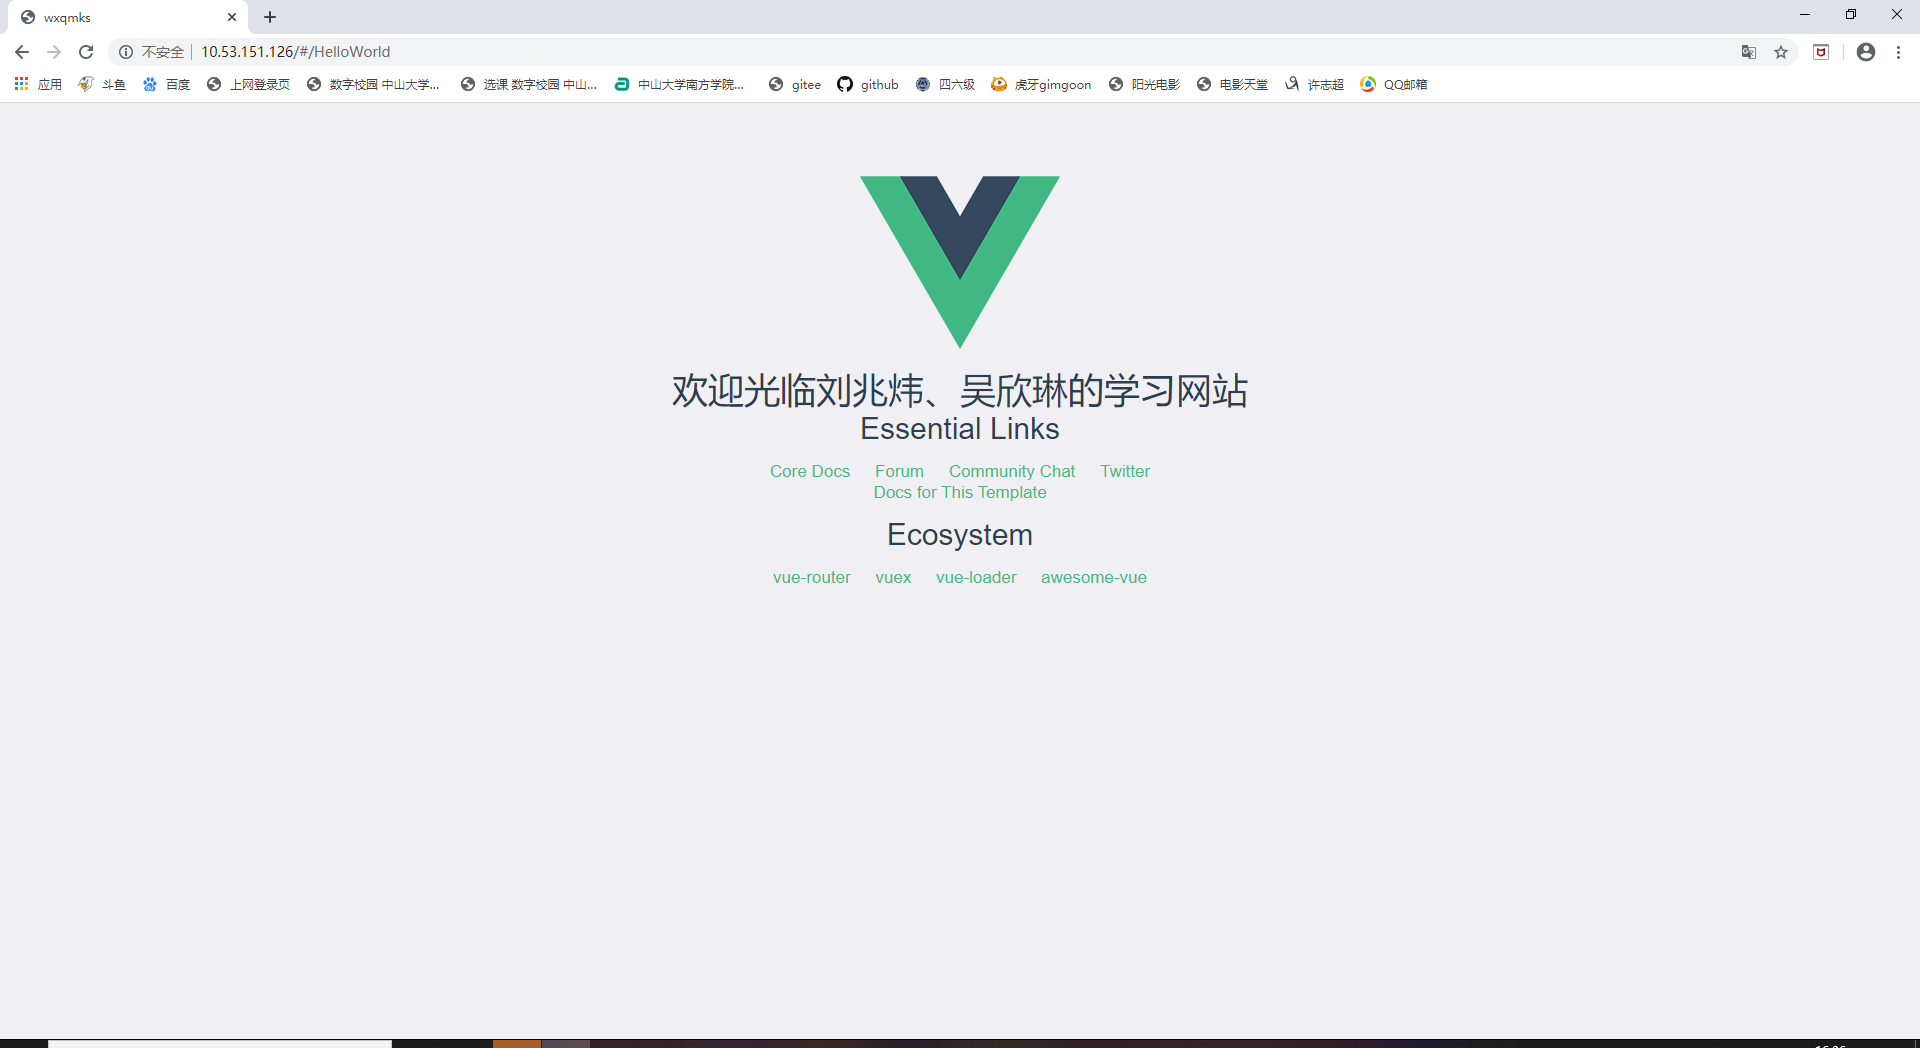 wxqmks
不安全 10.53.151.126/#/HelloWorld
应用 斗鱼 百度 上网登录页 数字校园 中山大学... 选课 数字校园 中山... 中山大学南方学院... gitee github 四六级 虎牙gimgoon 阳光电影 电影天堂 许志超 QQ邮箱
欢迎光临刘兆炜、吴欣琳的学习网站
Essential Links
Core Docs Forum Community Chat Twitter
Docs for This Template
Ecosystem
vue-router vuex vue-loader awesome-vue